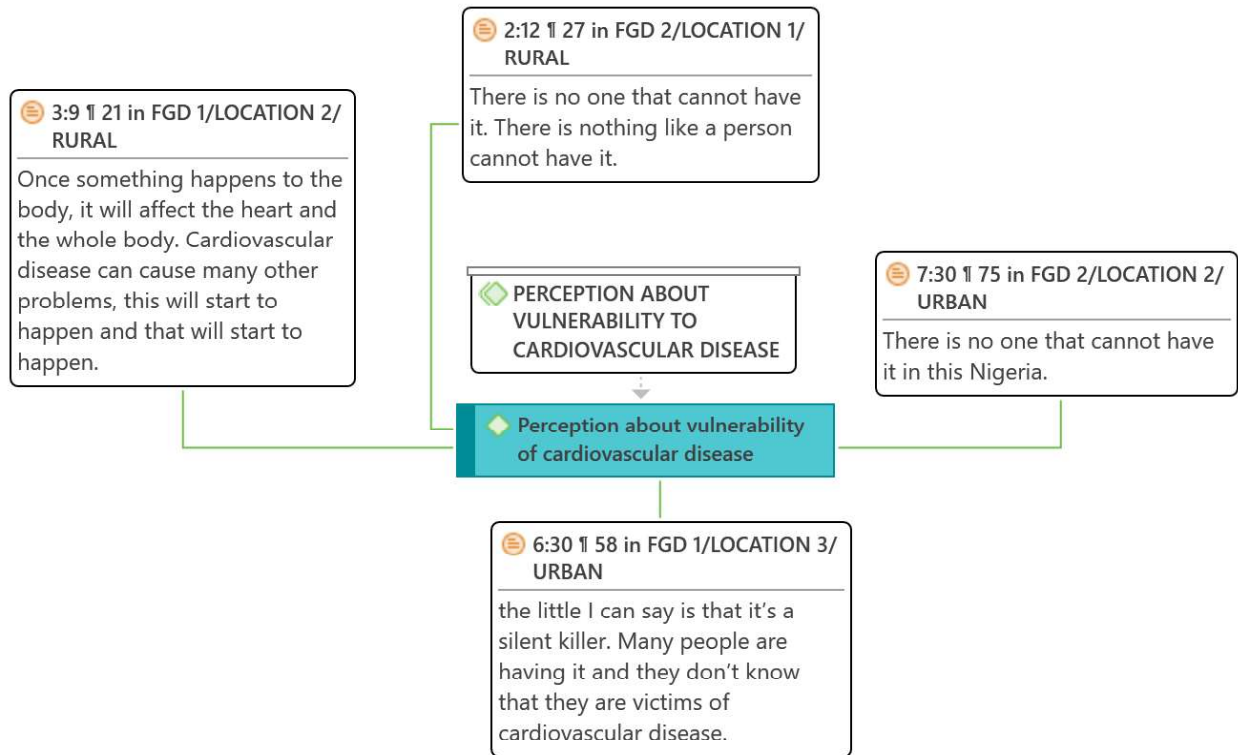 2:12 ¶ 27 in FGD 2/LOCATION 1/
RURAL
There is no one that cannot have
it. There is nothing like a person
cannot have it.
3:9 ¶ 21 in FGD 1/LOCATION 2/
RURAL
Once something happens to the
body, it will affect the heart and
the whole body. Cardiovascular
disease can cause many other
problems, this will start to
happen and that will start to
happen.
PERCEPTION ABOUT
VULNERABILITY TO
CARDIOVASCULAR DISEASE
7:30 ¶ 75 in FGD 2/LOCATION 2/
URBAN
There is no one that cannot have
it in this Nigeria.
Perception about vulnerability
of cardiovascular disease
6:30 ¶ 58 in FGD 1/LOCATION 3/
URBAN
the little I can say is that it's a
silent killer. Many people are
having it and they don't know
that they are victims of
cardiovascular disease.